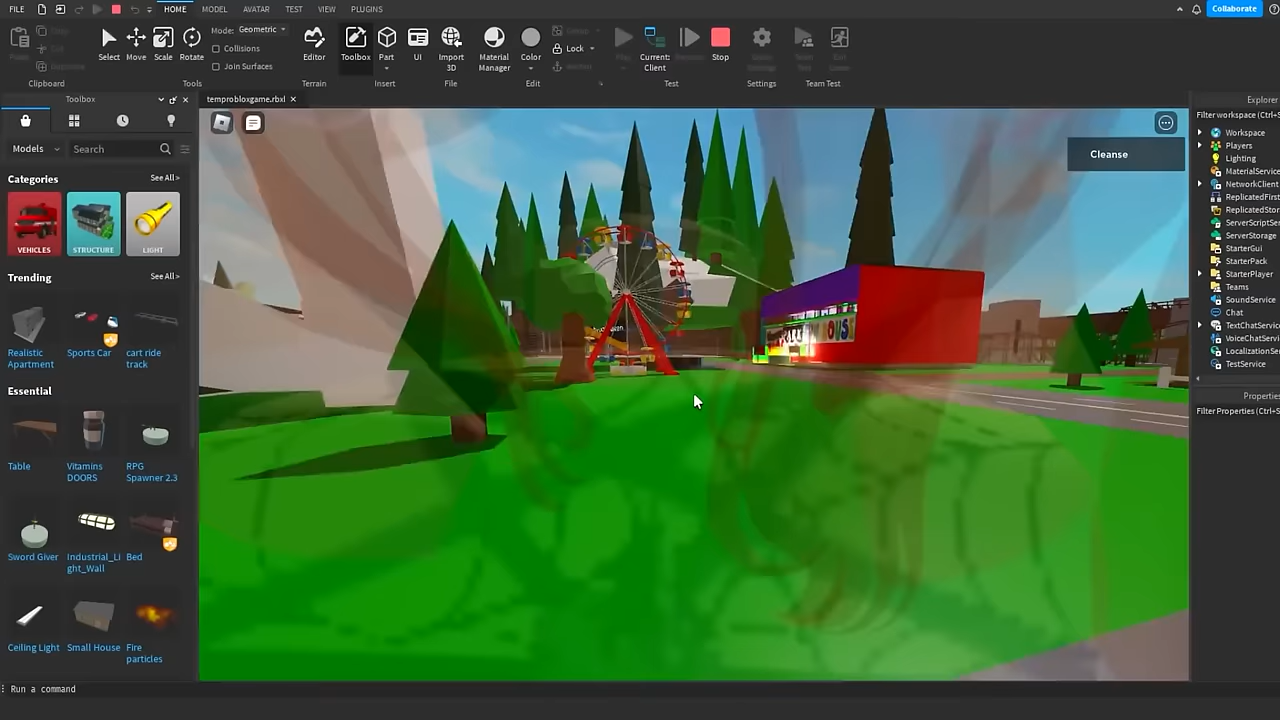 FILE
HOME
MODEL
AVATAR
TEST
VIEW
PLUGINS
Collaborate
Mode: Geometric
Collisions
Join Surfaces
Select
Move
Scale
Rotate
Editor
Toolbox
Part
UI
Import
3D
Material
Manager
Color
Lock
Current:
Client
Stop
Clipboard
Tools
Terrain
Insert
File
Edit
Test
Settings
Team Test
Toolbox
temprobloxgame.rbxl
Explorer
Filter workspace (Ctrl+S
Models
Search
Cleanse
Categories
See All >
VEHICLES
STRUCTURE
LIGHT
Trending
See All >
Realistic
Apartment
Sports Car
cart ride
track
Essential
Table
Vitamins
DOORS
RPG
Spawner 2.3
Sword Giver
Industrial_Li
ght_Wall
Bed
Ceiling Light
Small House
Fire
particles
Workspace
Players
Lighting
MaterialService
NetworkClient
ReplicatedFirst
ReplicatedStor
ServerScriptSer
ServerStorage
StarterGui
StarterPack
StarterPlayer
Teams
SoundService
Chat
TextChatServic
VoiceChatServi
LocalizationSe
TestService
Properties
Filter Properties (Ctrl+S
Run a command